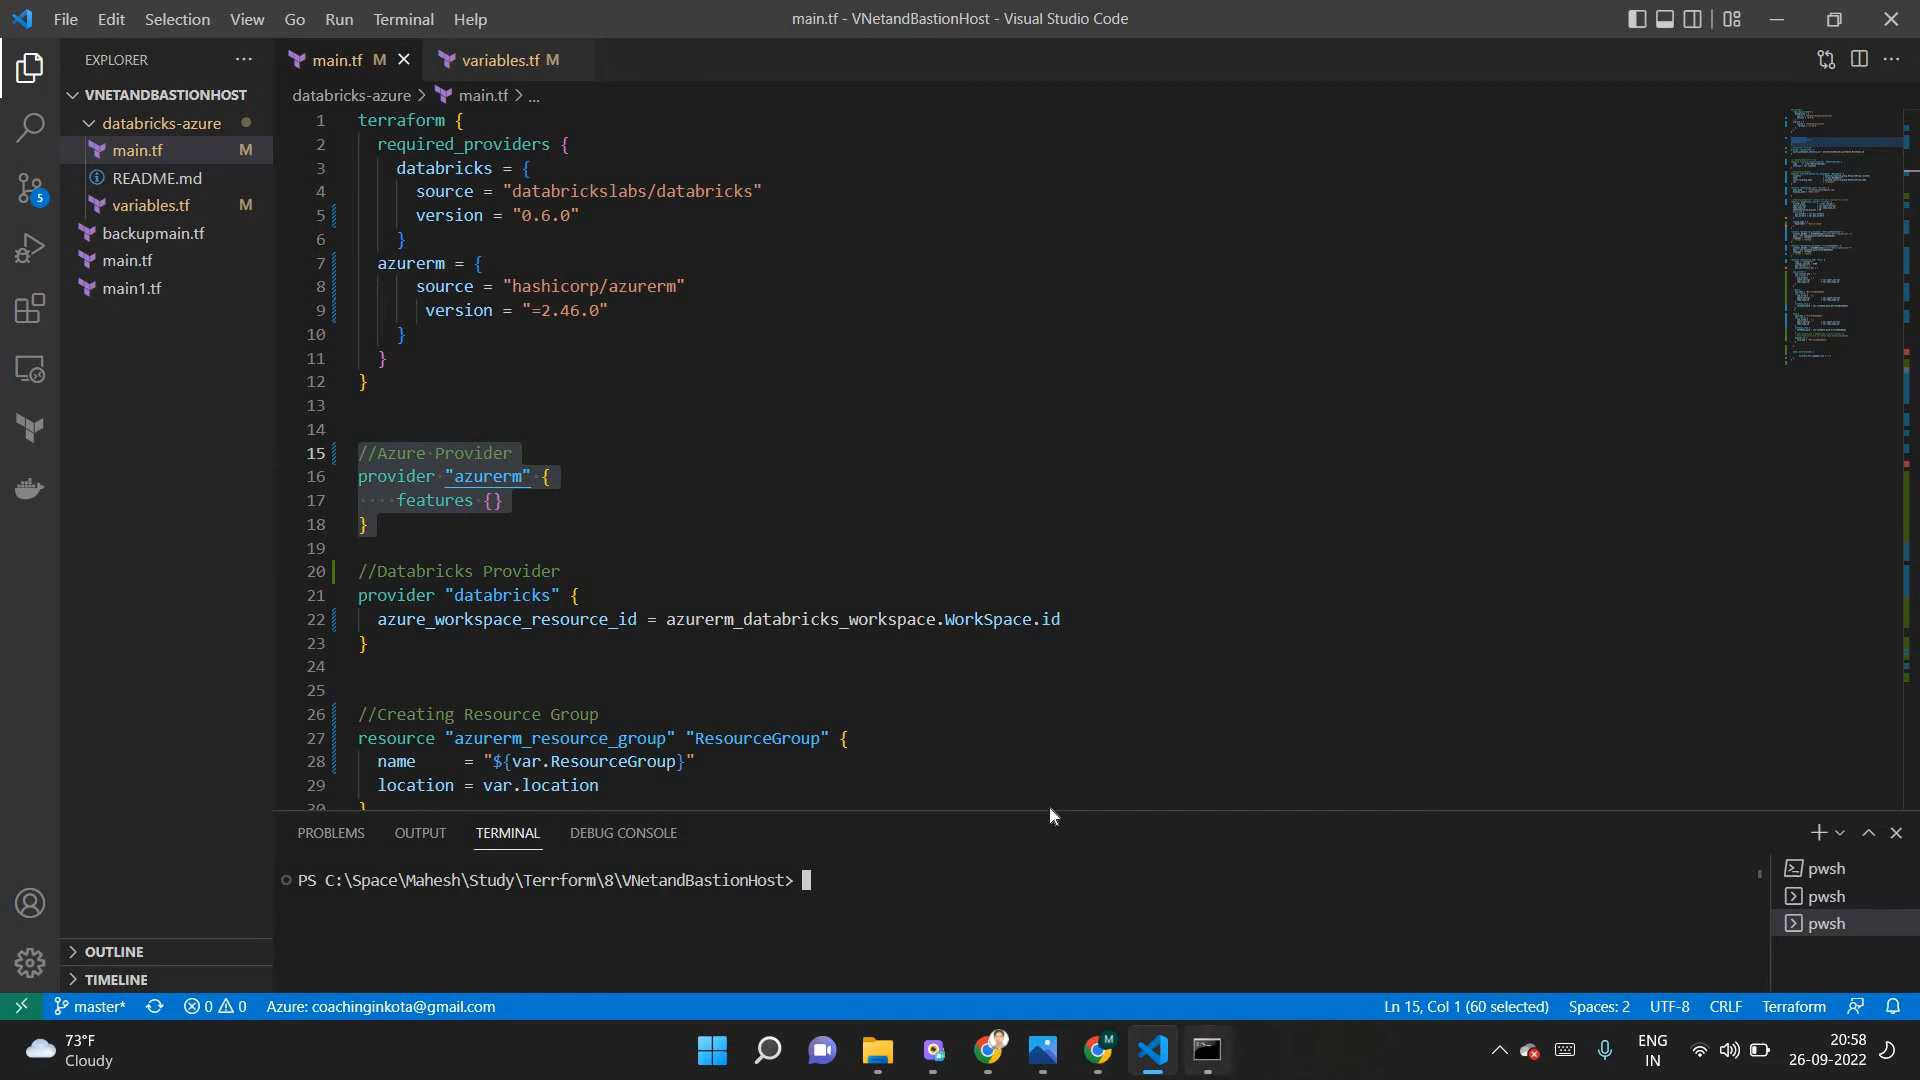 File Edit Selection View Go Run Terminal Help
main.tf - VNetandBastionHost - Visual Studio Code
EXPLORER
VNETANDBASTIONHOST
databricks-azure
main.tf M
README.md
variables.tf M
backupmain.tf
main.tf
main1.tf
5
OUTLINE
TIMELINE
main.tf M
variables.tf M
databricks-azure > main.tf > ...
1 terraform {
2 required_providers {
3 databricks = {
4 source = "databrickslabs/databricks"
5 version = "0.6.0"
6 }
7 azurerm = {
8 source = "hashicorp/azurerm"
9 version = "=2.46.0"
10 }
11 }
12 }
13
14
15 //Azure Provider
16 provider "azurerm" {
17 features {}
18 }
19
20 //Databricks Provider
21 provider "databricks" {
22 azure_workspace_resource_id = azurerm_databricks_workspace.WorkSpace.id
23 }
24
25
26 //Creating Resource Group
27 resource "azurerm_resource_group" "ResourceGroup" {
28 name = "${var.ResourceGroup}"
29 location = var.location
30 }
PROBLEMS OUTPUT TERMINAL DEBUG CONSOLE
PS C:\Space\Mahesh\Study\Terrform\8\VNetandBastionHost>
pwsh
pwsh
pwsh
master* 0 0 Azure: coachinginkota@gmail.com
Ln 15, Col 1 (60 selected) Spaces: 2 UTF-8 CRLF Terraform
73°F
Cloudy
M
ENG
IN
20:58
26-09-2022